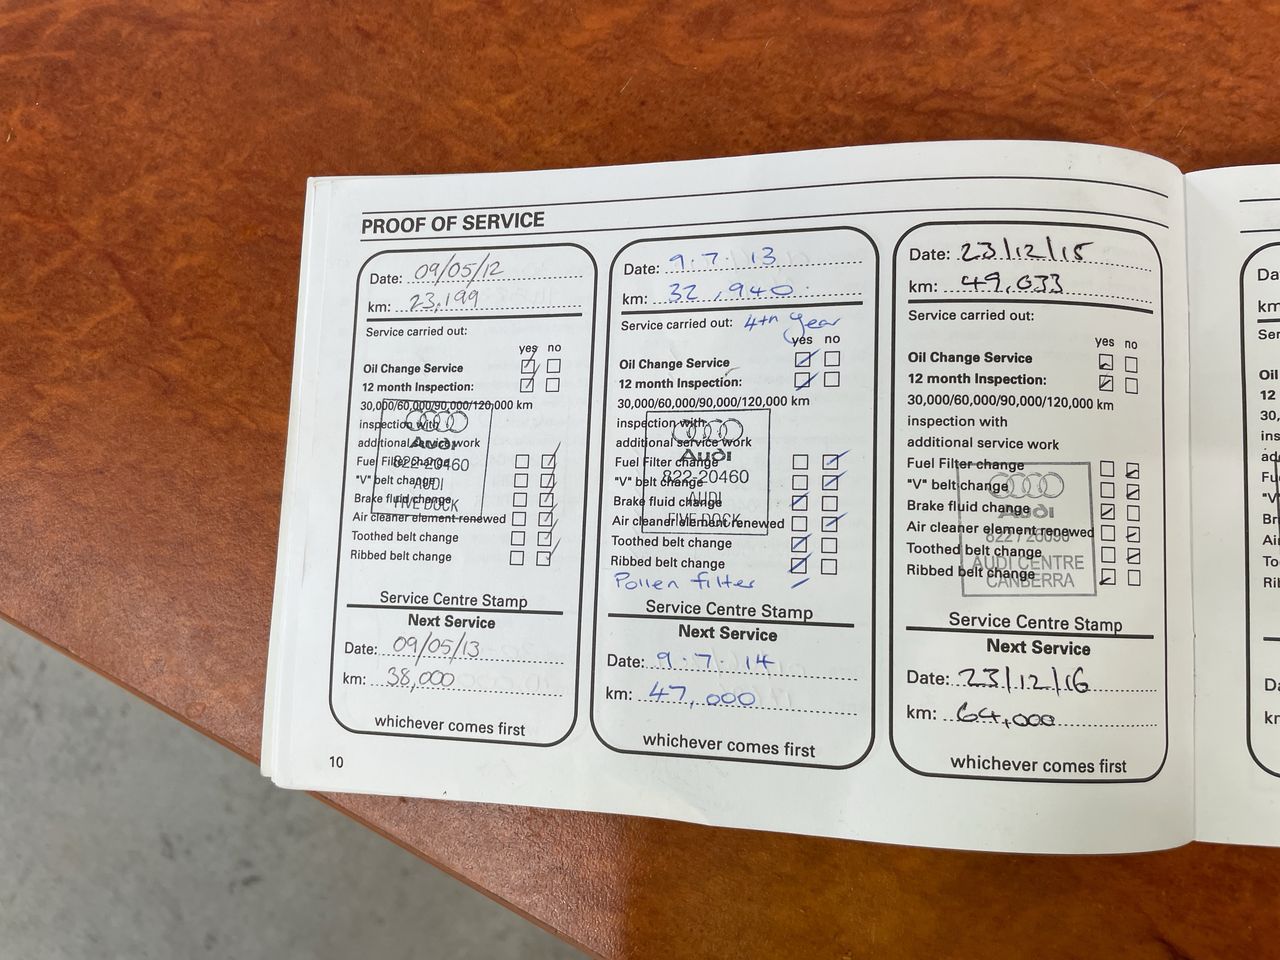 PROOF OF SERVICE
Date: 09/05/12
km: 23,199
Service carried out:
yes no
Oil Change Service
12 month Inspection:
30,000/60,000/90,000/120,000 km
inspection with
additional service work
Fuel Filter change
"V" belt change
Brake fluid change
Air cleaner element renewed
Toothed belt change
Ribbed belt change
Audi
822-20460
AUDI
FIVE DOCK
Service Centre Stamp
Next Service
Date: 09/05/13
km: 38,000
whichever comes first
10
Date: 9.7.13
km: 32,940
Service carried out: 4th Year
yes no
Oil Change Service
12 month Inspection:
30,000/60,000/90,000/120,000 km
inspection with
additional service work
Fuel Filter change
"V" belt change
Brake fluid change
Air cleaner element renewed
Toothed belt change
Ribbed belt change
Pollen filter
Audi
822-20460
AUDI
FIVE DOCK
Service Centre Stamp
Next Service
Date: 9.7.14
km: 47,000
whichever comes first
Date: 23/12/15
km: 49,033
Service carried out:
yes no
Oil Change Service
12 month Inspection:
30,000/60,000/90,000/120,000 km
inspection with
additional service work
Fuel Filter change
"V" belt change
Brake fluid change
Air cleaner element renewed
Toothed belt change
Ribbed belt change
Audi
AUDI CENTRE
CANBERRA
Service Centre Stamp
Next Service
Date: 23/12/16
km: 64,000
whichever comes first